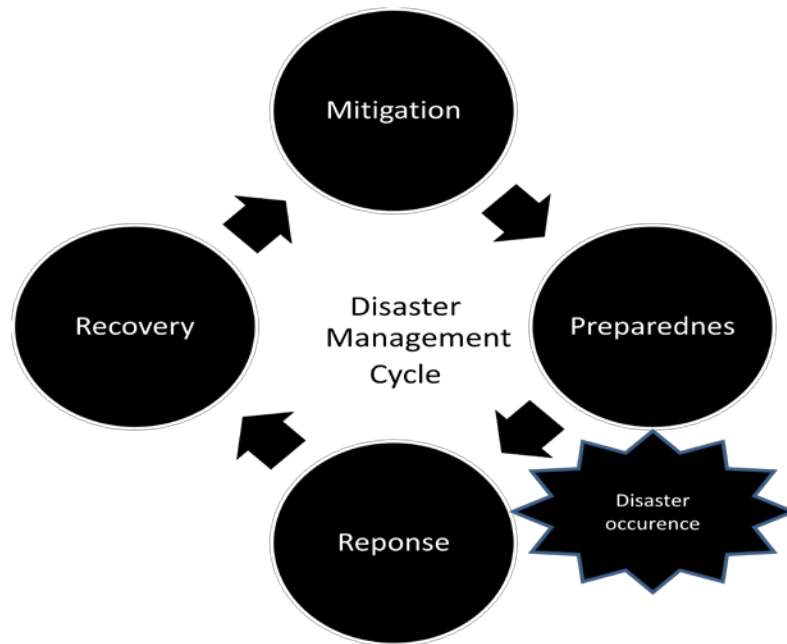 Mitigation
Recovery
Disaster
Management
Cycle
Preparednes
Reponse
Disaster
occurence